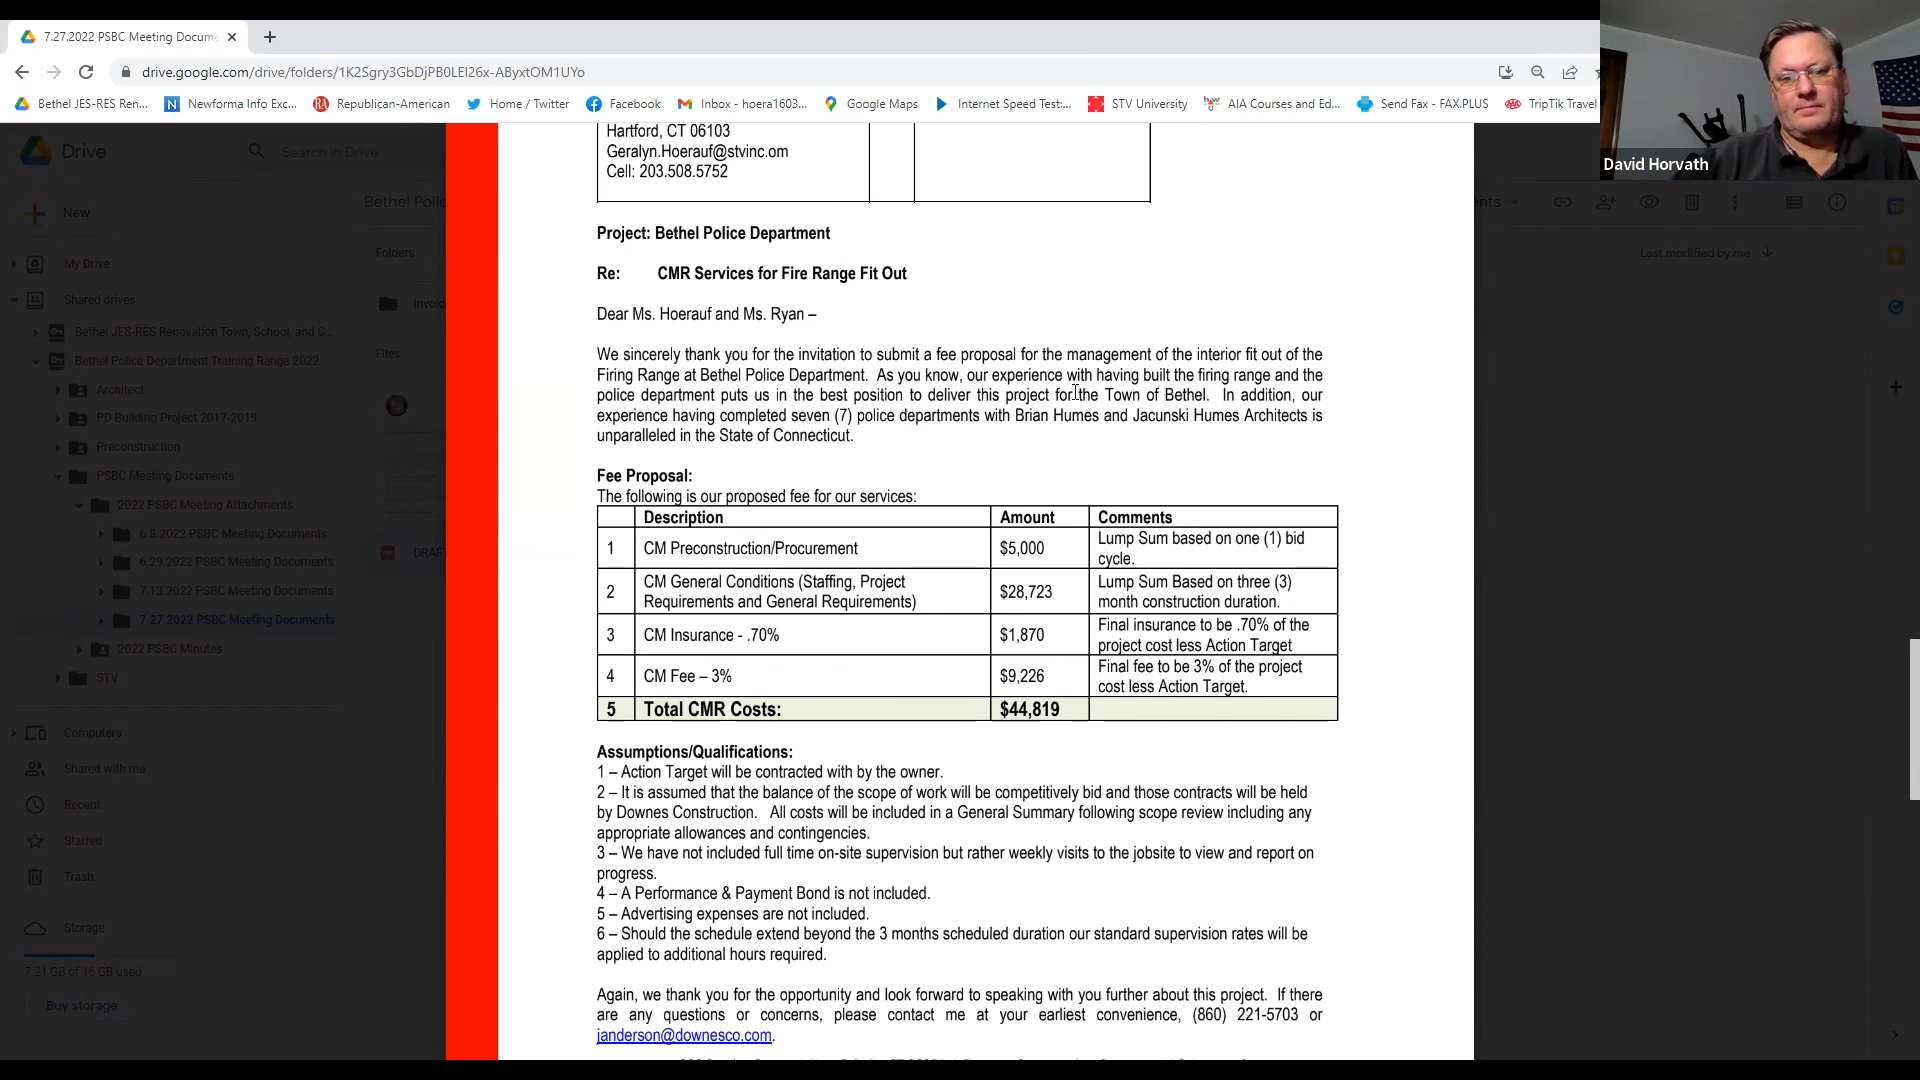 7.27.2022 PSBC Meeting Docum
drive.google.com/drive/folders/1K2Sgry3GbDjPB0LEI26x-AByxtOM1UYo
Bethel JES-RES Ren...
Newforma Info Exc...
Republican-American
Home / Twitter
Facebook
Inbox - hoera1603...
Google Maps
Internet Speed Test:...
STV University
AIA Courses and Ed...
Send Fax - FAX.PLUS
TripTik Travel
David Horvath
Drive
Search in Drive
New
My Drive
Shared drives
Bethel JES-RES Renovation Town, School, and C...
Bethel Police Department Training Range 2022
Architect
PD Building Project 2017-2019
Preconstruction
PSBC Meeting Documents
2022 PSBC Meeting Attachments
6.8.2022 PSBC Meeting Documents
6.29.2022 PSBC Meeting Documents
7.13.2022 PSBC Meeting Documents
7.27.2022 PSBC Meeting Documents
2022 PSBC Minutes
STV
Computers
Shared with me
Recent
Starred
Trash
Storage
7.21 GB of 16 GB used
Buy storage
Bethel Polic
Folders
Invoic
Files
DRAFT
nts
Last modified by me
Hartford, CT 06103
Geralyn.Hoerauf@stvinc.om
Cell: 203.508.5752
Project: Bethel Police Department
Re: CMR Services for Fire Range Fit Out
Dear Ms. Hoerauf and Ms. Ryan –
We sincerely thank you for the invitation to submit a fee proposal for the management of the interior fit out of the
Firing Range at Bethel Police Department. As you know, our experience with having built the firing range and the
police department puts us in the best position to deliver this project for the Town of Bethel. In addition, our
experience having completed seven (7) police departments with Brian Humes and Jacunski Humes Architects is
unparalleled in the State of Connecticut.
Fee Proposal:
The following is our proposed fee for our services:
Description Amount Comments
1 CM Preconstruction/Procurement $5,000 Lump Sum based on one (1) bid
cycle.
2 CM General Conditions (Staffing, Project
Requirements and General Requirements) $28,723 Lump Sum Based on three (3)
month construction duration.
3 CM Insurance - .70% $1,870 Final insurance to be .70% of the
project cost less Action Target
4 CM Fee – 3% $9,226 Final fee to be 3% of the project
cost less Action Target.
5 Total CMR Costs: $44,819
Assumptions/Qualifications:
1 – Action Target will be contracted with by the owner.
2 – It is assumed that the balance of the scope of work will be competitively bid and those contracts will be held
by Downes Construction. All costs will be included in a General Summary following scope review including any
appropriate allowances and contingencies.
3 – We have not included full time on-site supervision but rather weekly visits to the jobsite to view and report on
progress.
4 – A Performance & Payment Bond is not included.
5 – Advertising expenses are not included.
6 – Should the schedule extend beyond the 3 months scheduled duration our standard supervision rates will be
applied to additional hours required.
Again, we thank you for the opportunity and look forward to speaking with you further about this project. If there
are any questions or concerns, please contact me at your earliest convenience, (860) 221-5703 or
janderson@downesco.com.